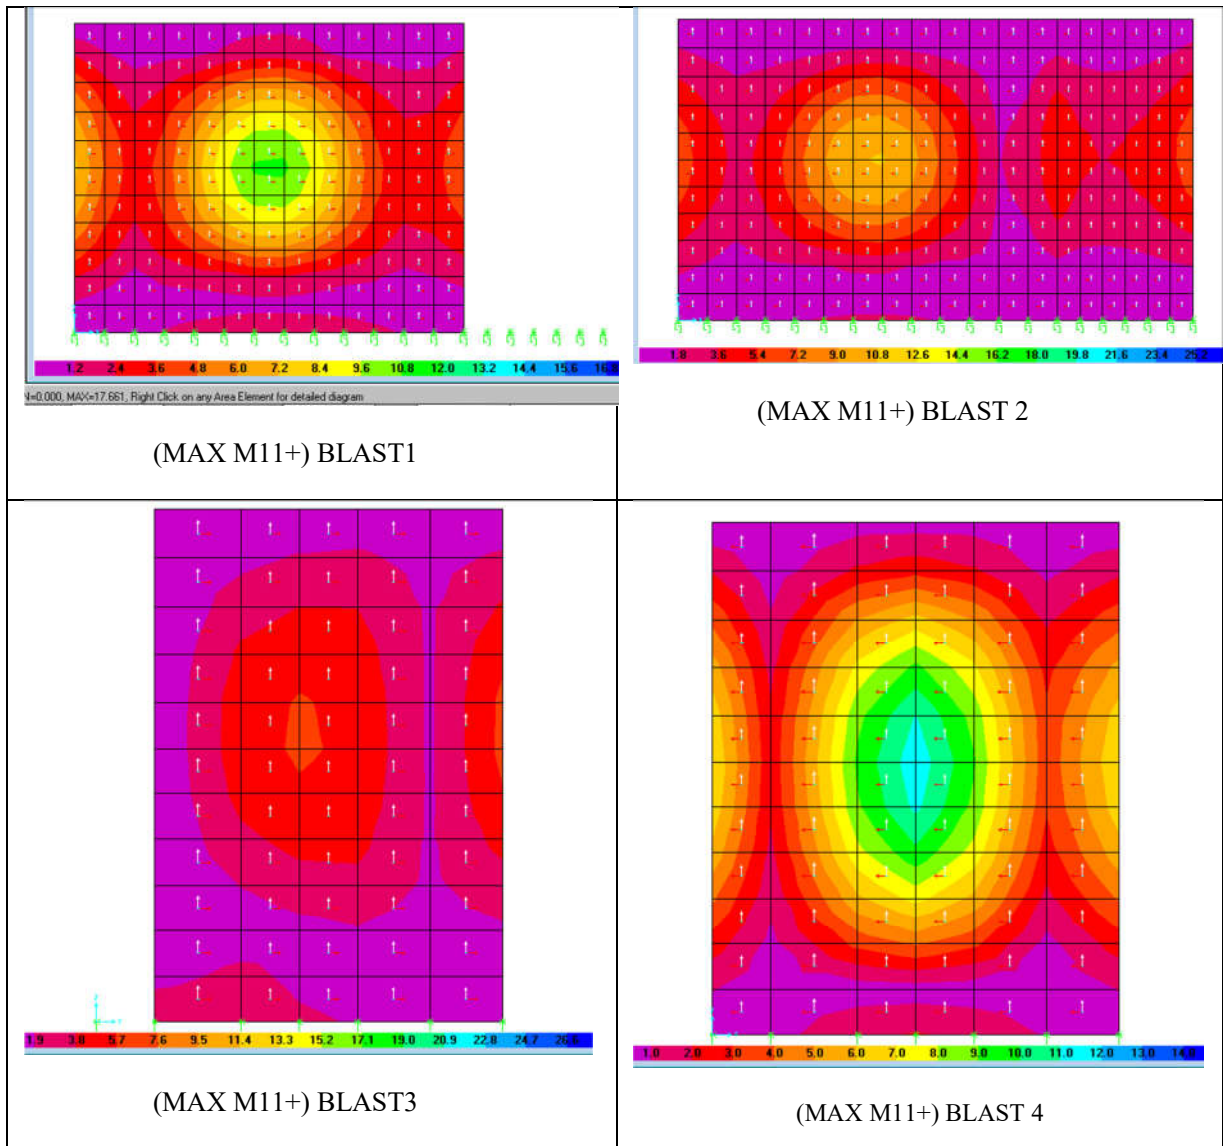 1.2 2.4 3.6 4.8 6.0 7.2 8.4 9.6 10.8 12.0 13.2 14.4 15.6 16.8
=0.000, MAX=17.661, Right Click on any Area Element for detailed diagram
(MAX M11+) BLAST1
1.8 3.6 5.4 7.2 9.0 10.8 12.6 14.4 16.2 18.0 19.8 21.6 23.4 25.2
(MAX M11+) BLAST 2
1.9 3.8 5.7 7.6 9.5 11.4 13.3 15.2 17.1 19.0 20.9 22.8 24.7 26.6
(MAX M11+) BLAST3
1.0 2.0 3.0 4.0 5.0 6.0 7.0 8.0 9.0 10.0 11.0 12.0 13.0 14.0
(MAX M11+) BLAST 4